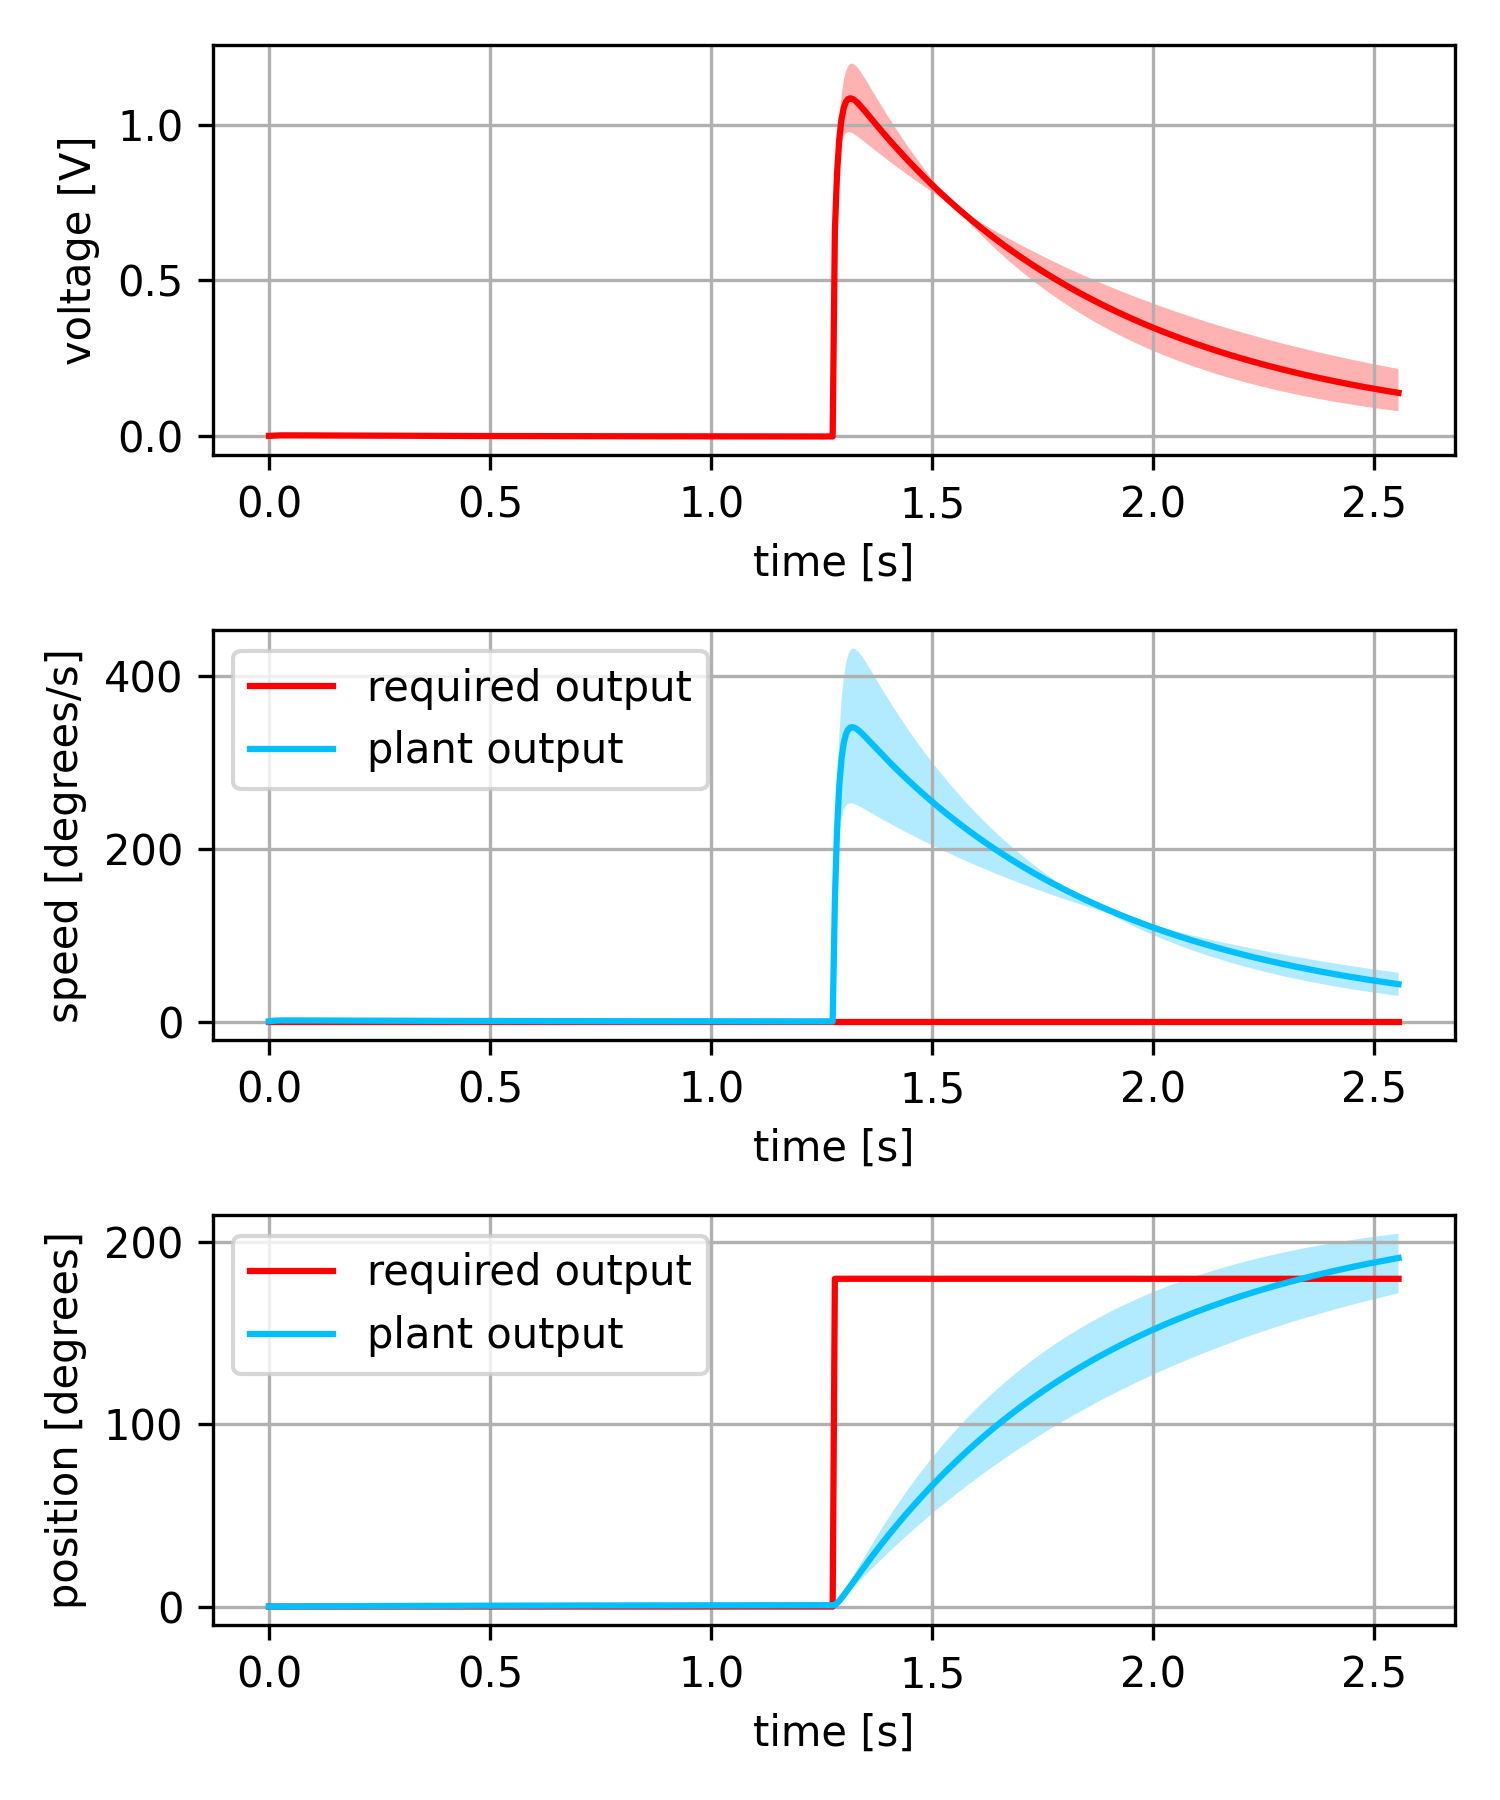 voltage [V]
1.0
0.5
0.0
0.0 0.5 1.0 1.5 2.0 2.5
time [s]
speed [degrees/s]
400
200
0
required output
plant output
0.0 0.5 1.0 1.5 2.0 2.5
time [s]
position [degrees]
200
100
0
required output
plant output
0.0 0.5 1.0 1.5 2.0 2.5
time [s]